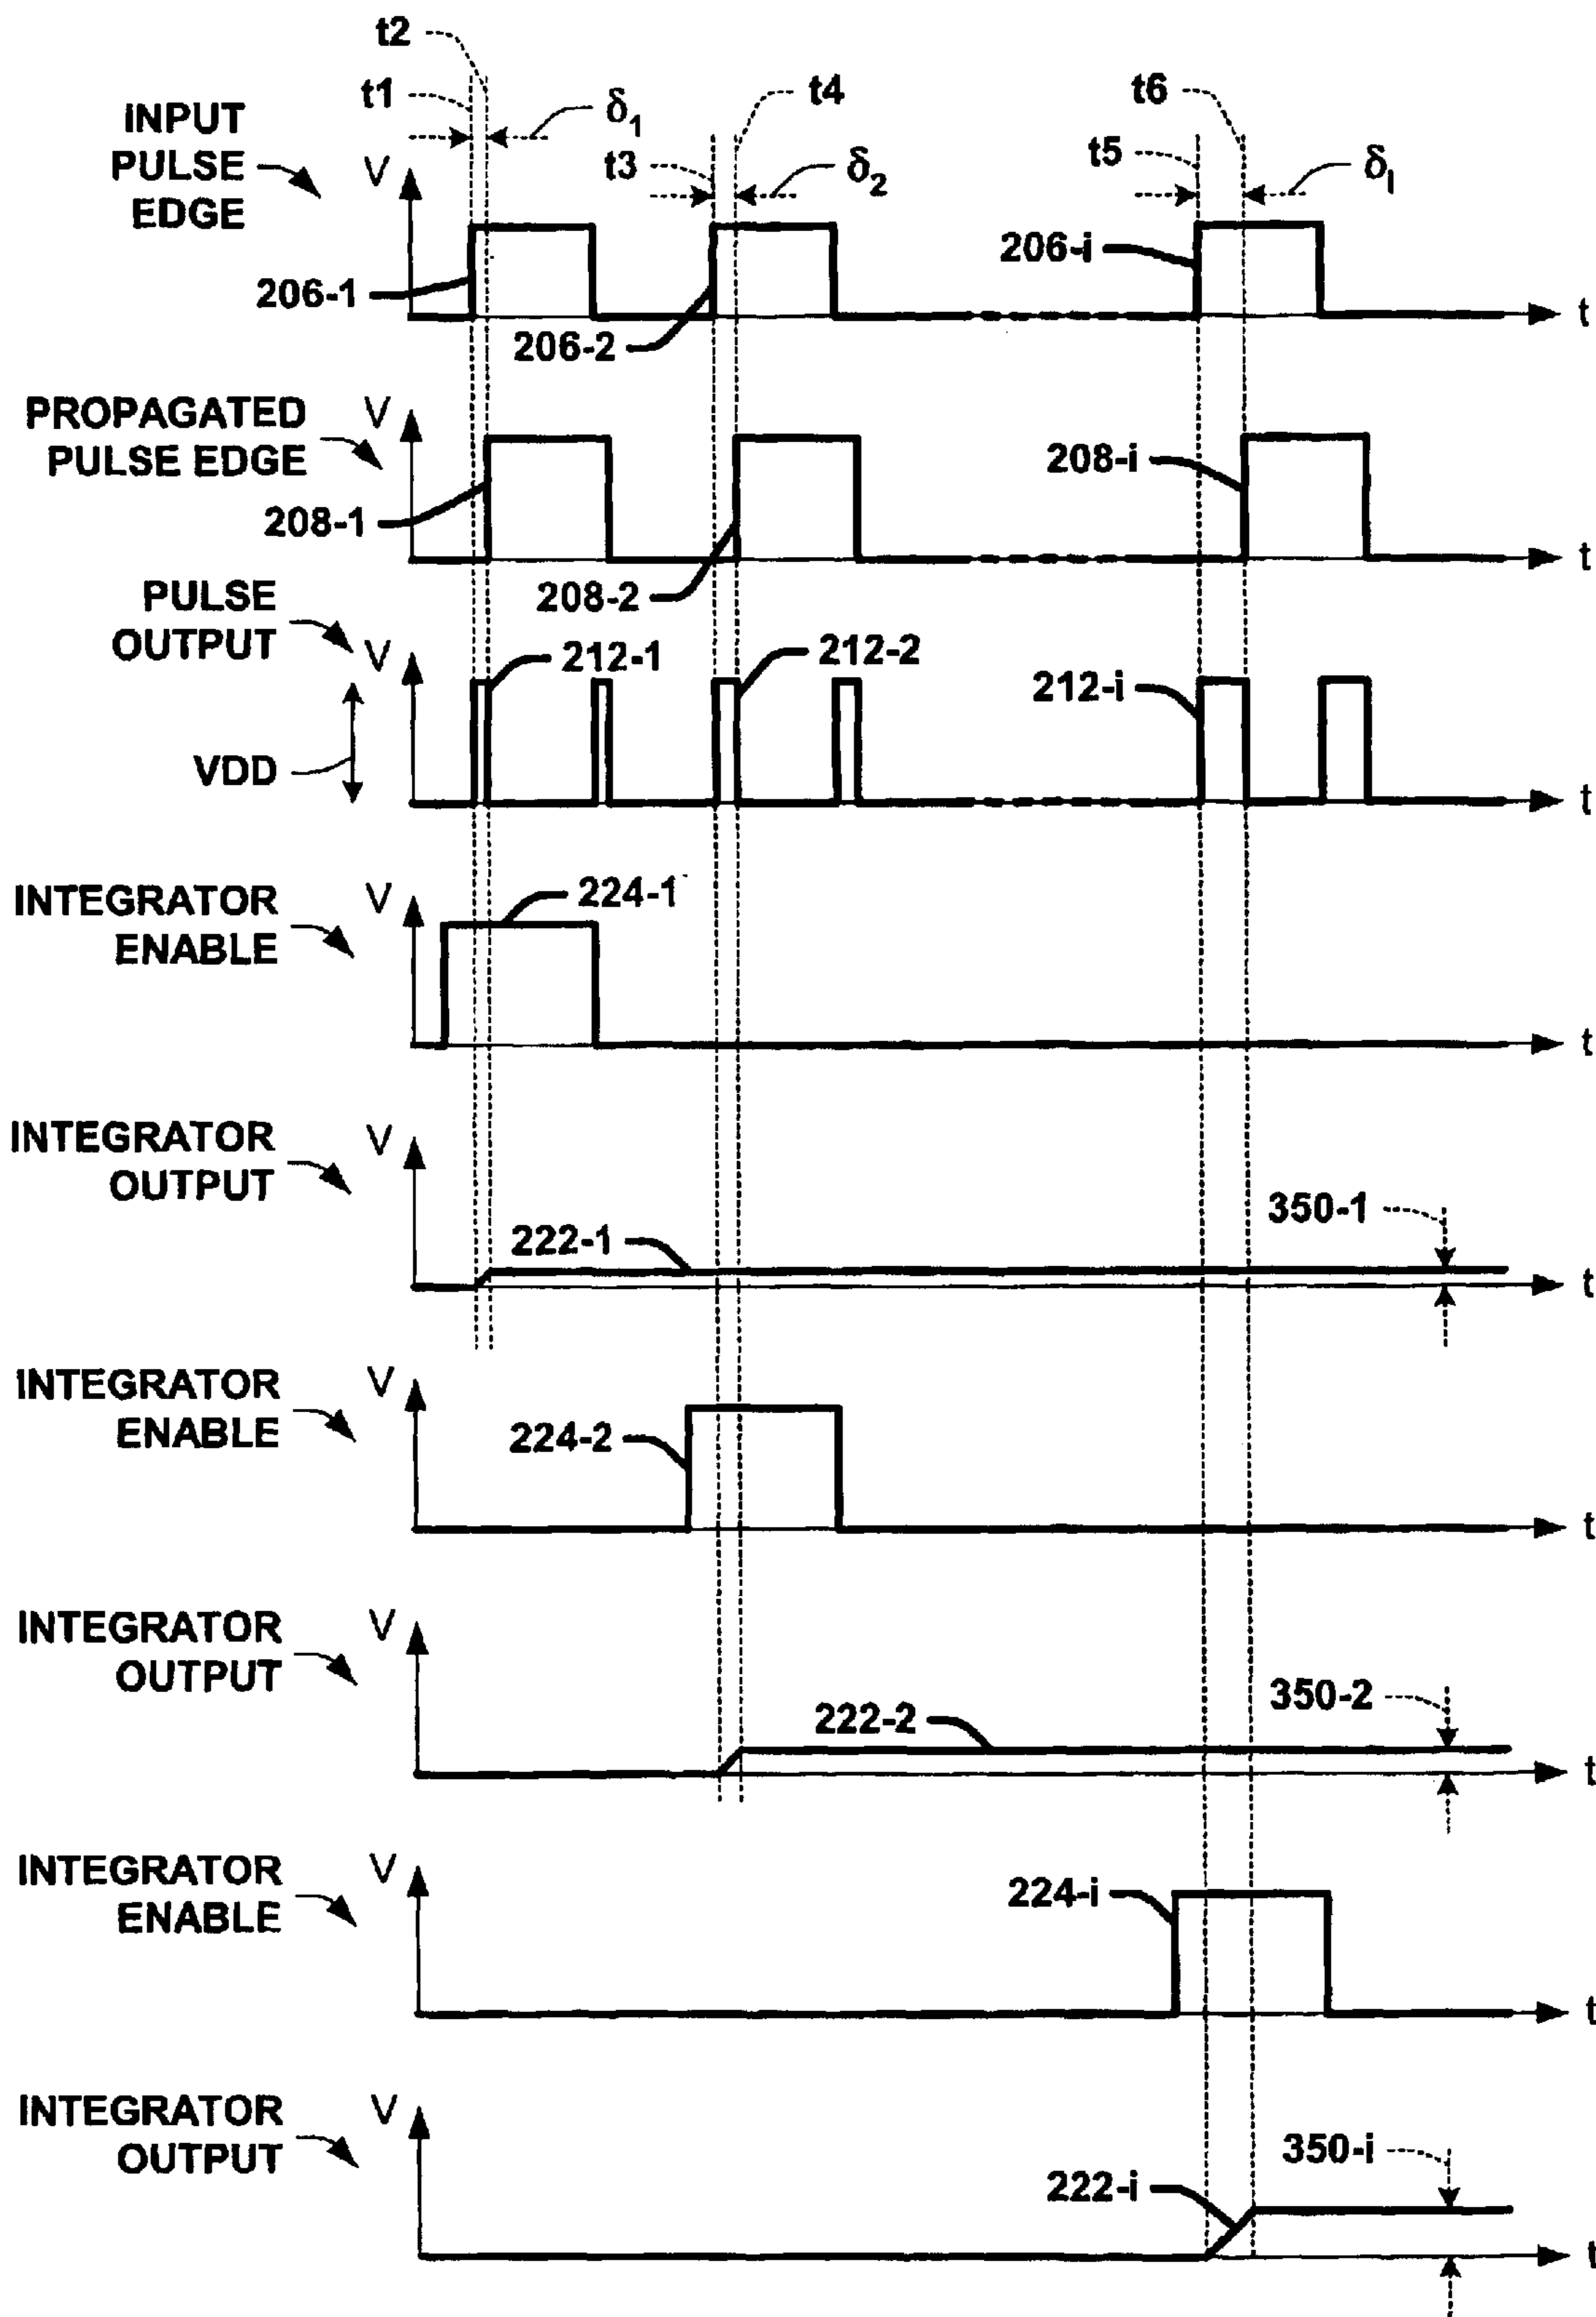 t2
t1
δ1
t4
t6
INPUT
PULSE
EDGE
V
t3
δ2
t5
δI
206-1
206-2
206-i
t
PROPAGATED
PULSE EDGE
V
208-1
208-2
208-i
t
PULSE
OUTPUT
V
212-1
212-2
212-i
VDD
t
INTEGRATOR
ENABLE
V
224-1
t
INTEGRATOR
OUTPUT
V
222-1
350-1
t
INTEGRATOR
ENABLE
V
224-2
t
INTEGRATOR
OUTPUT
V
222-2
350-2
t
INTEGRATOR
ENABLE
V
224-i
t
INTEGRATOR
OUTPUT
V
222-i
350-i
t